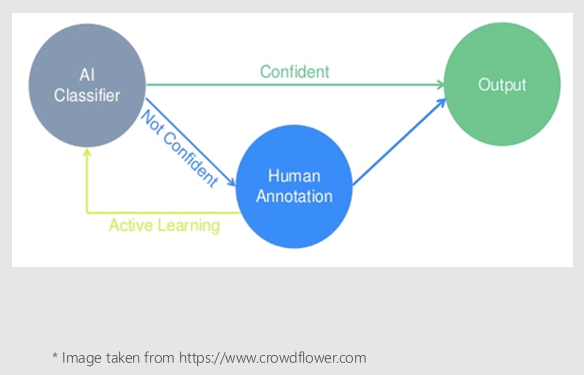 AI
Classifier
Confident
Output
Not Confident
Human
Annotation
Active Learning
* Image taken from https://www.crowdflower.com